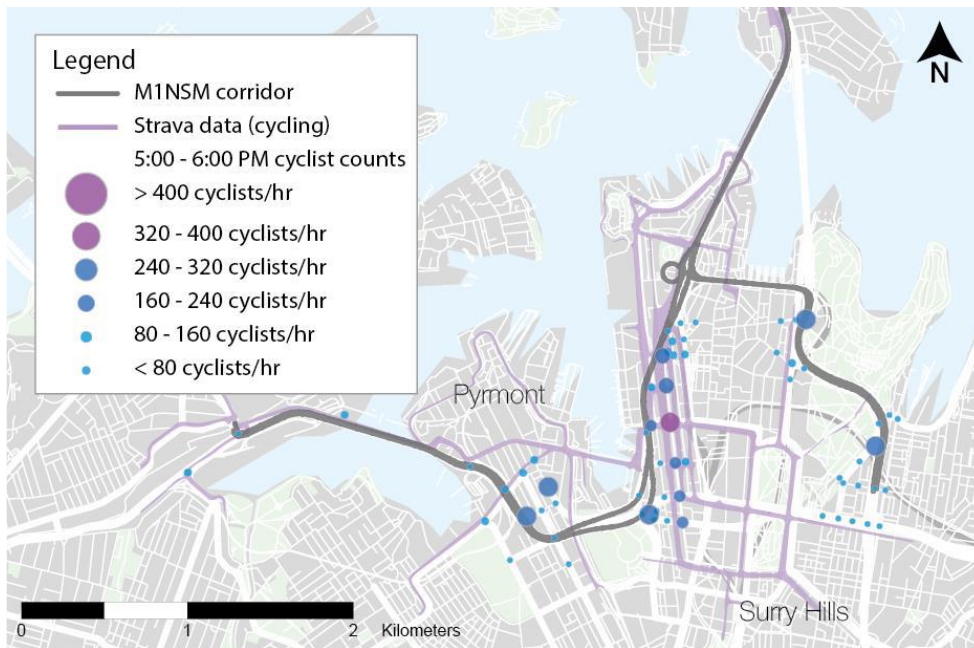 Legend
M1NSM corridor
Strava data (cycling)
5:00 - 6:00 PM cyclist counts
> 400 cyclists/hr
320 - 400 cyclists/hr
240 - 320 cyclists/hr
160 - 240 cyclists/hr
80 - 160 cyclists/hr
< 80 cyclists/hr
N
Pyrmont
Surry Hills
0 1 2 Kilometers